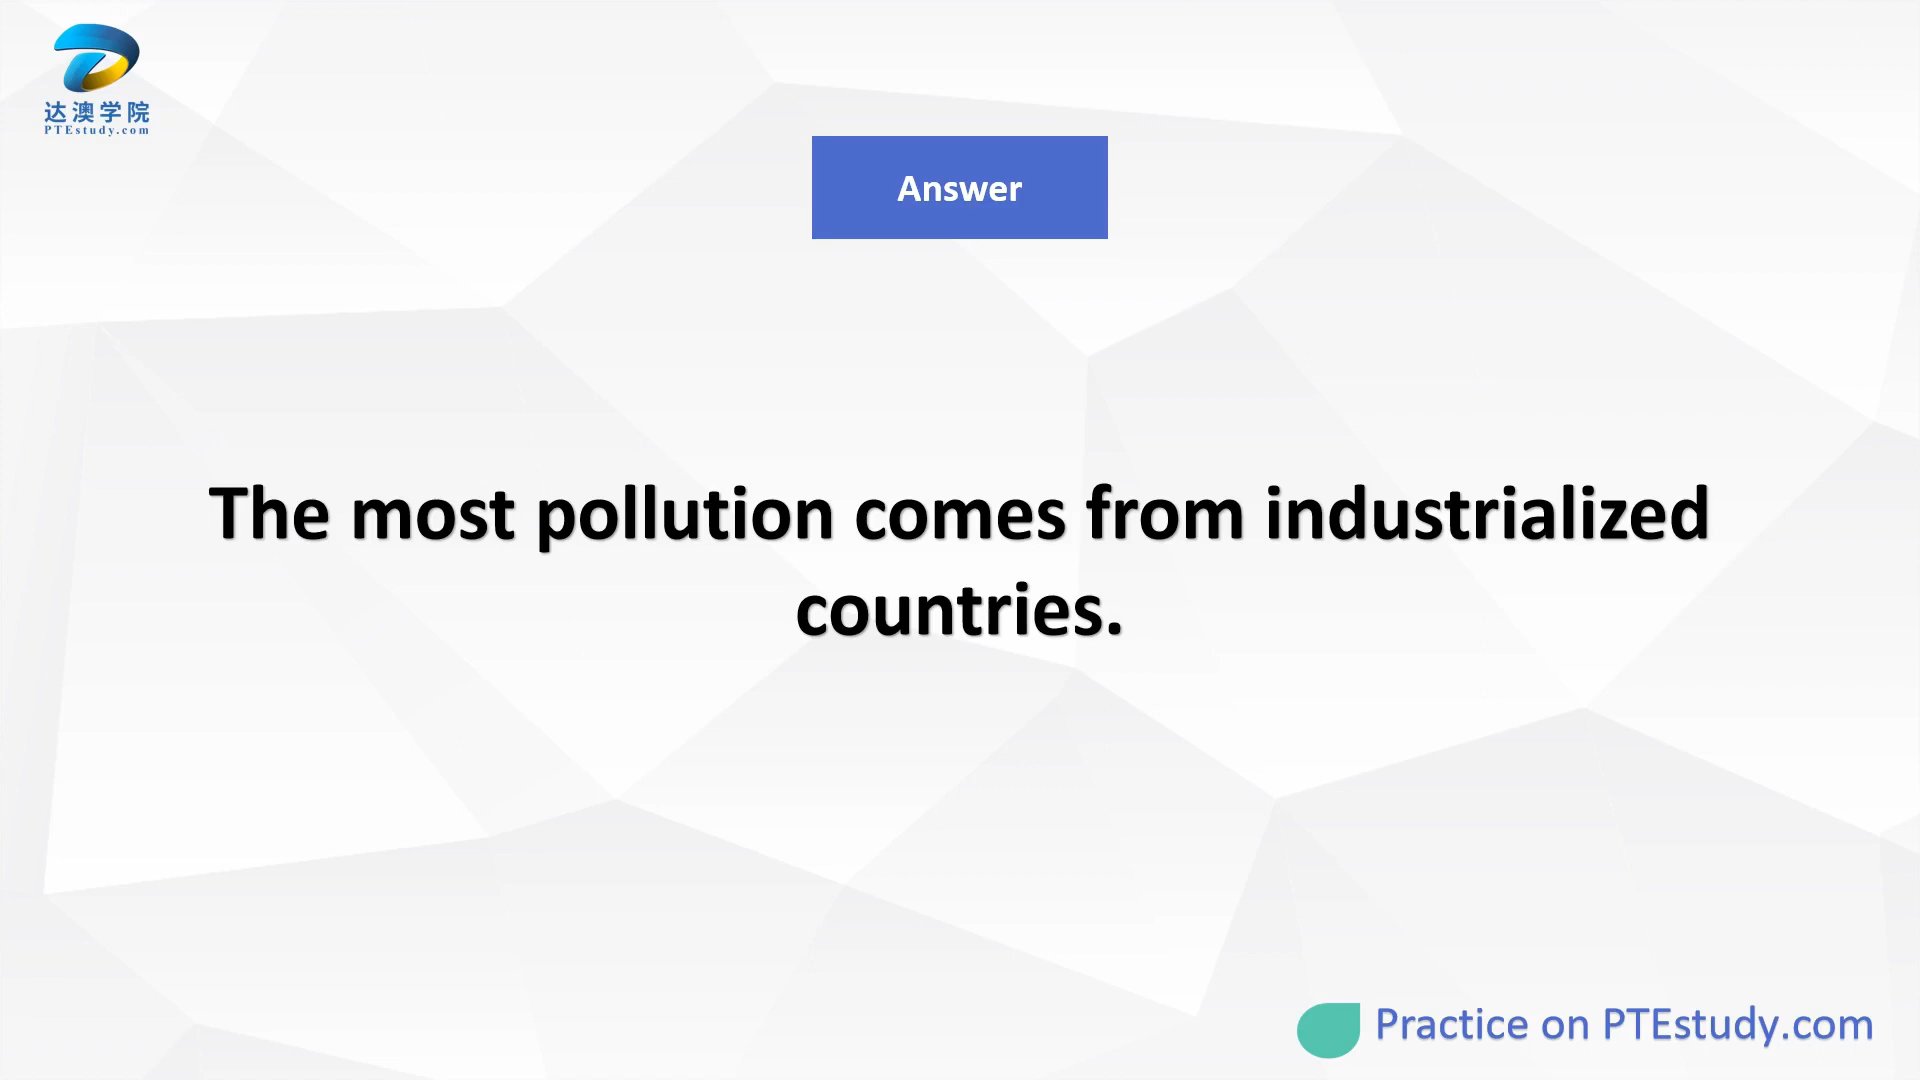 达澳学院
PTEstudy.com
Answer
The most pollution comes from industrialized
countries.
Practice on PTEstudy.com